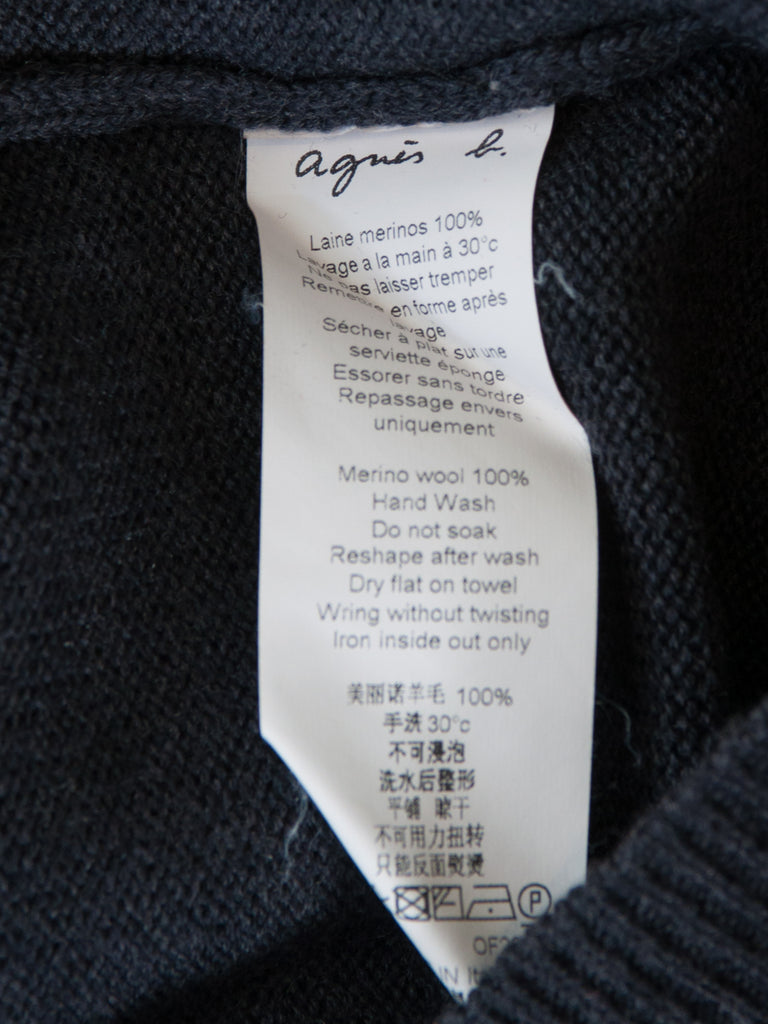 agnès b.
Laine merinos 100%
Lavage a la main à 30°c
Ne pas laisser tremper
Remettre en forme après
lavage
Sécher à plat sur une
serviette éponge
Essorer sans tordre
Repassage envers
uniquement
Merino wool 100%
Hand Wash
Do not soak
Reshape after wash
Dry flat on towel
Wring without twisting
Iron inside out only
美丽诺羊毛 100%
手洗 30°c
不可浸泡
洗水后整形
平铺 晾干
不可用力扭转
只能反面熨烫
P
IN